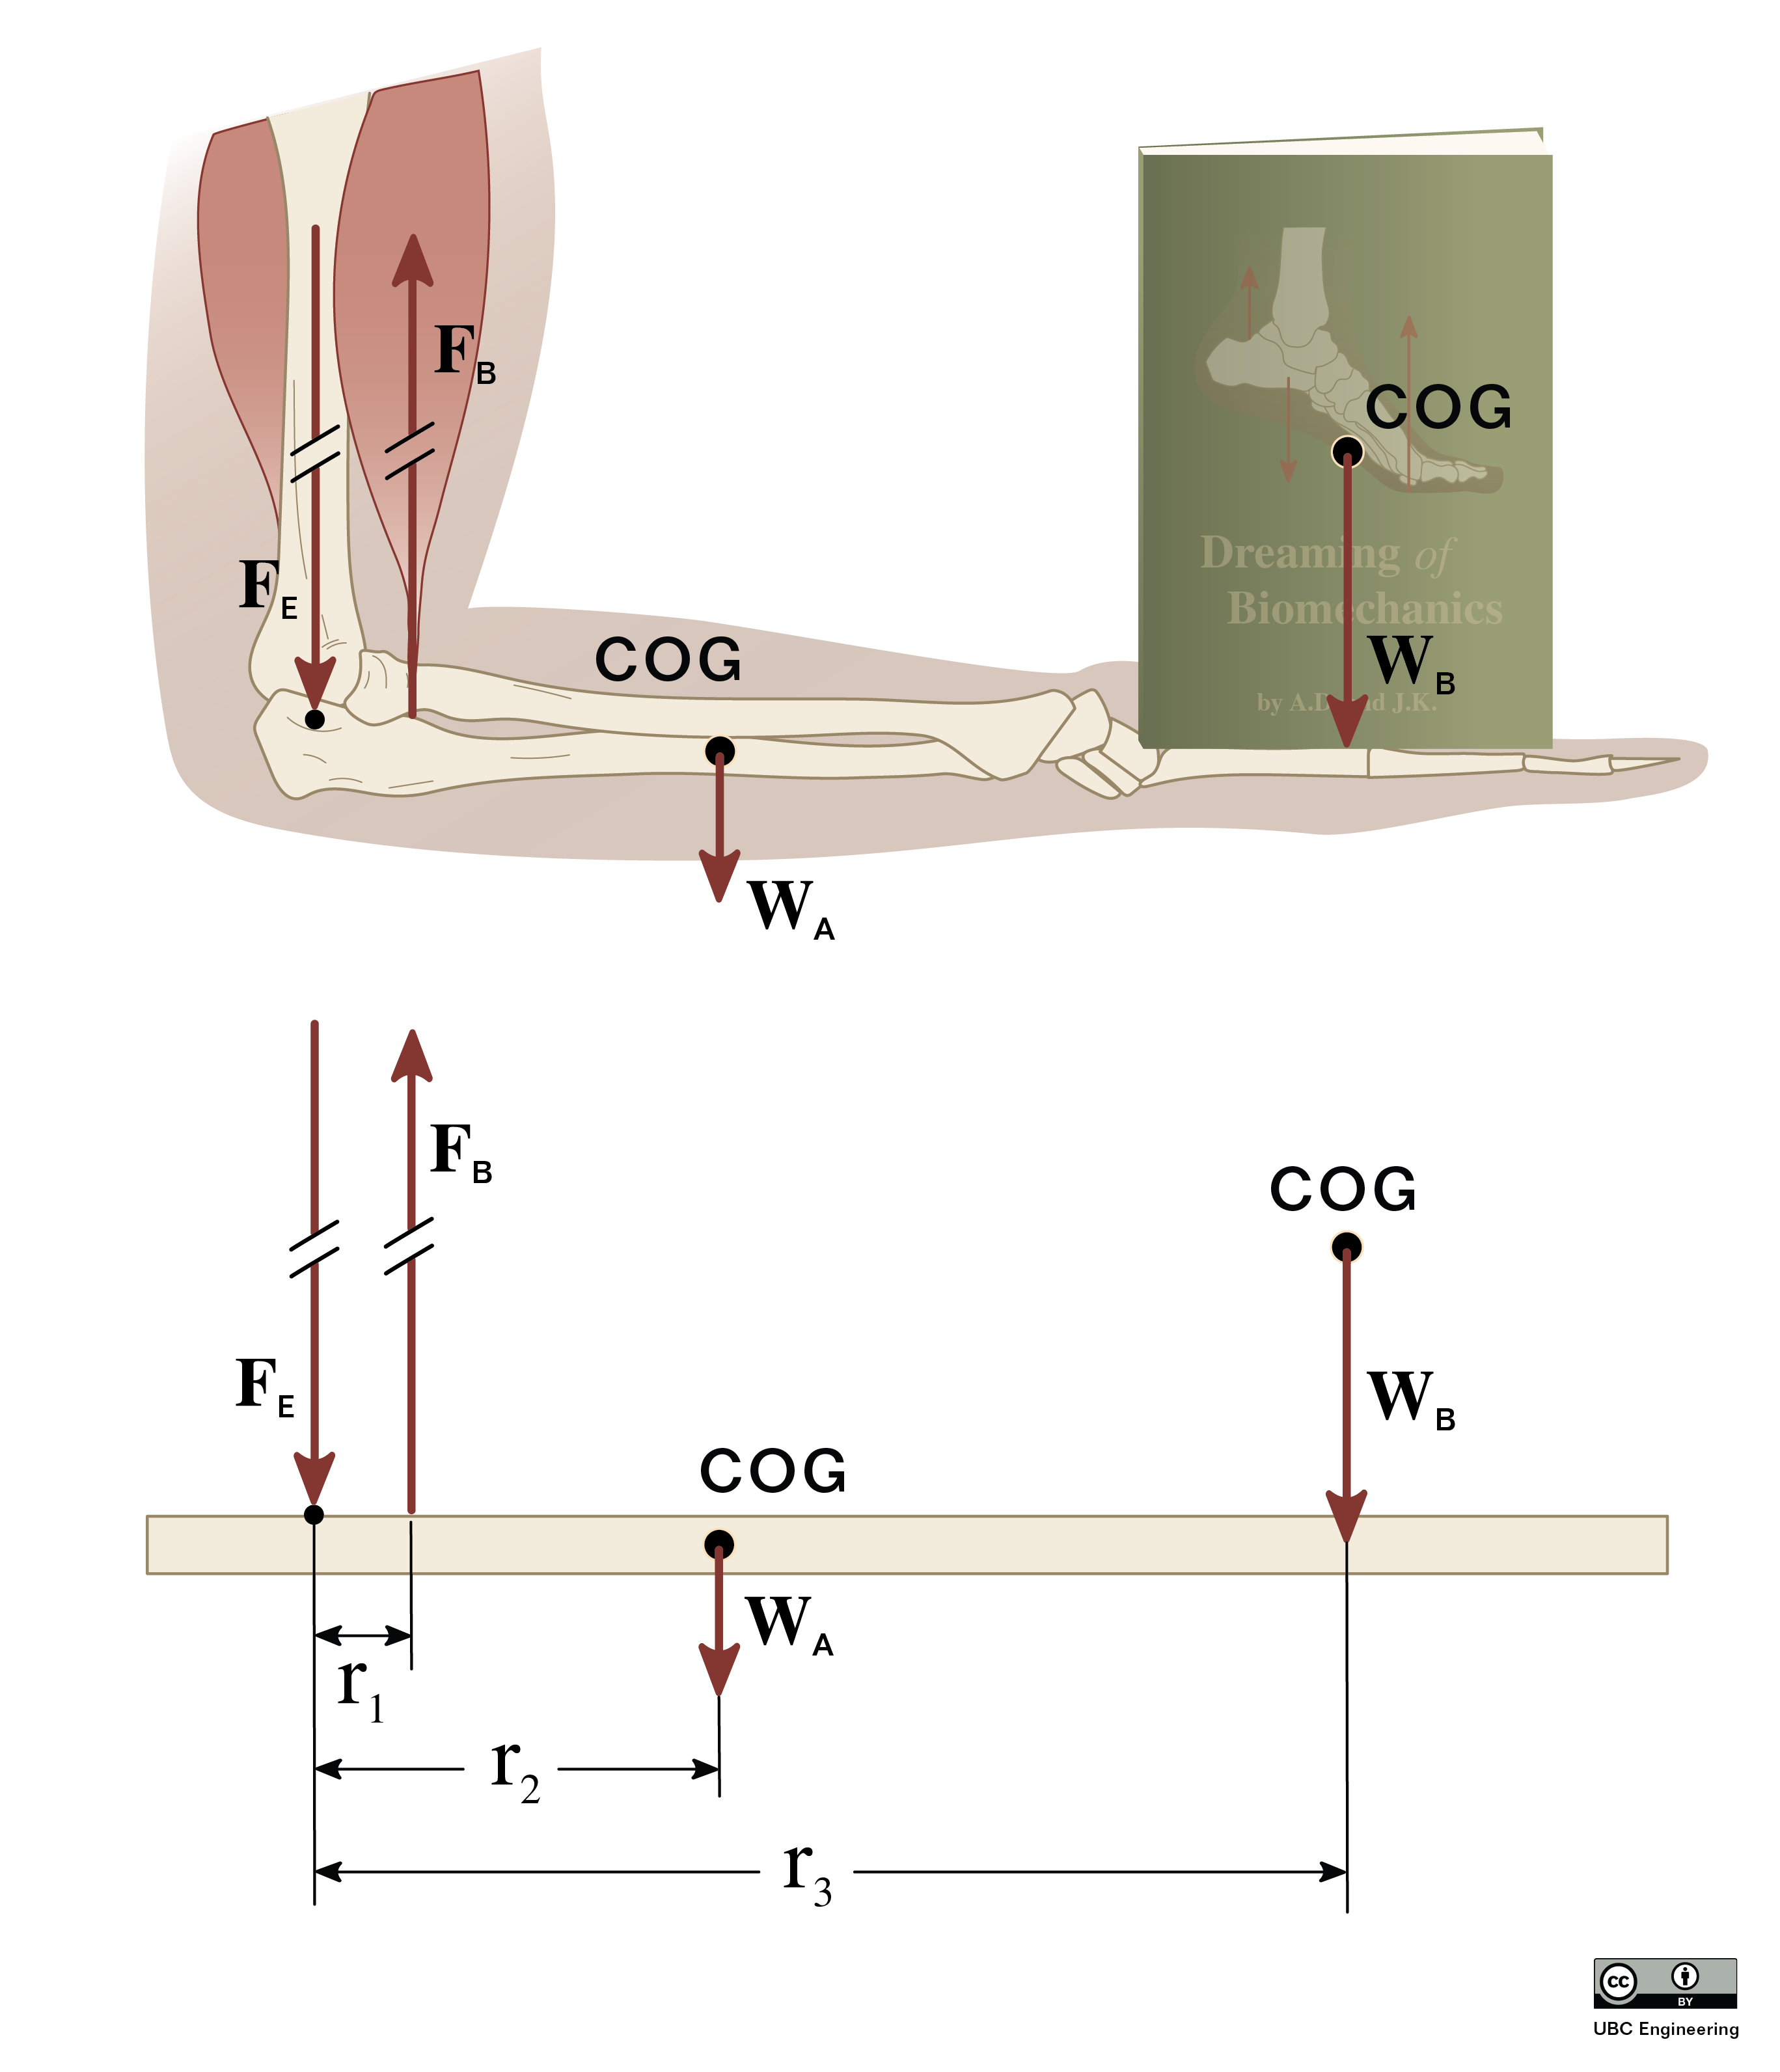 F_B
COG
Dreaming of
F_E
Biomechanics
COG
W_B
by A.D. and J.K.
W_A
F_B
COG
F_E
W_B
COG
W_A
r_1
r_2
r_3
cc
BY
UBC Engineering